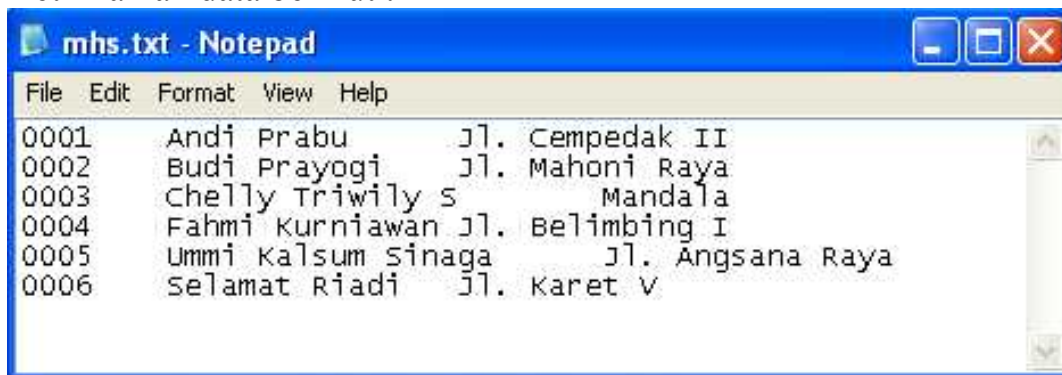 mhs.txt - Notepad
File Edit Format View Help
0001 Andi Prabu Jl. Cempedak II
0002 Budi Prayogi Jl. Mahoni Raya
0003 Chelly Triwily S Mandala
0004 Fahmi Kurniawan Jl. Belimbing I
0005 Ummi Kalsum Sinaga Jl. Angsana Raya
0006 Selamat Riadi Jl. Karet V